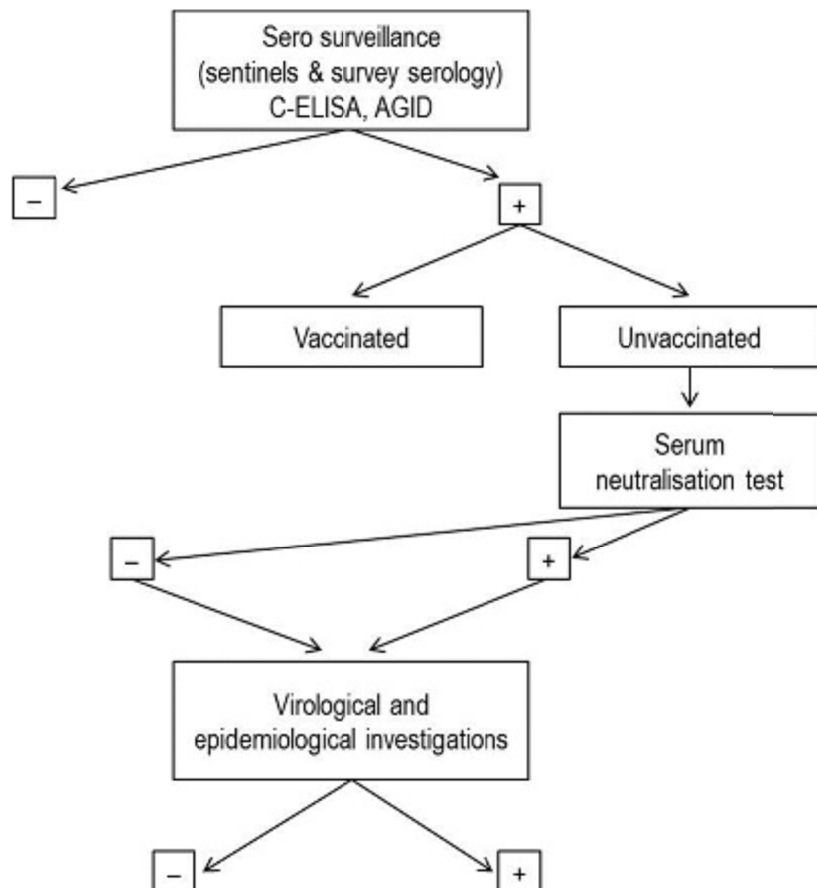 Sero surveillance
(sentinels & survey serology)
C-ELISA, AGID
–
+
Vaccinated
Unvaccinated
Serum
neutralisation test
–
+
Virological and
epidemiological investigations
–
+